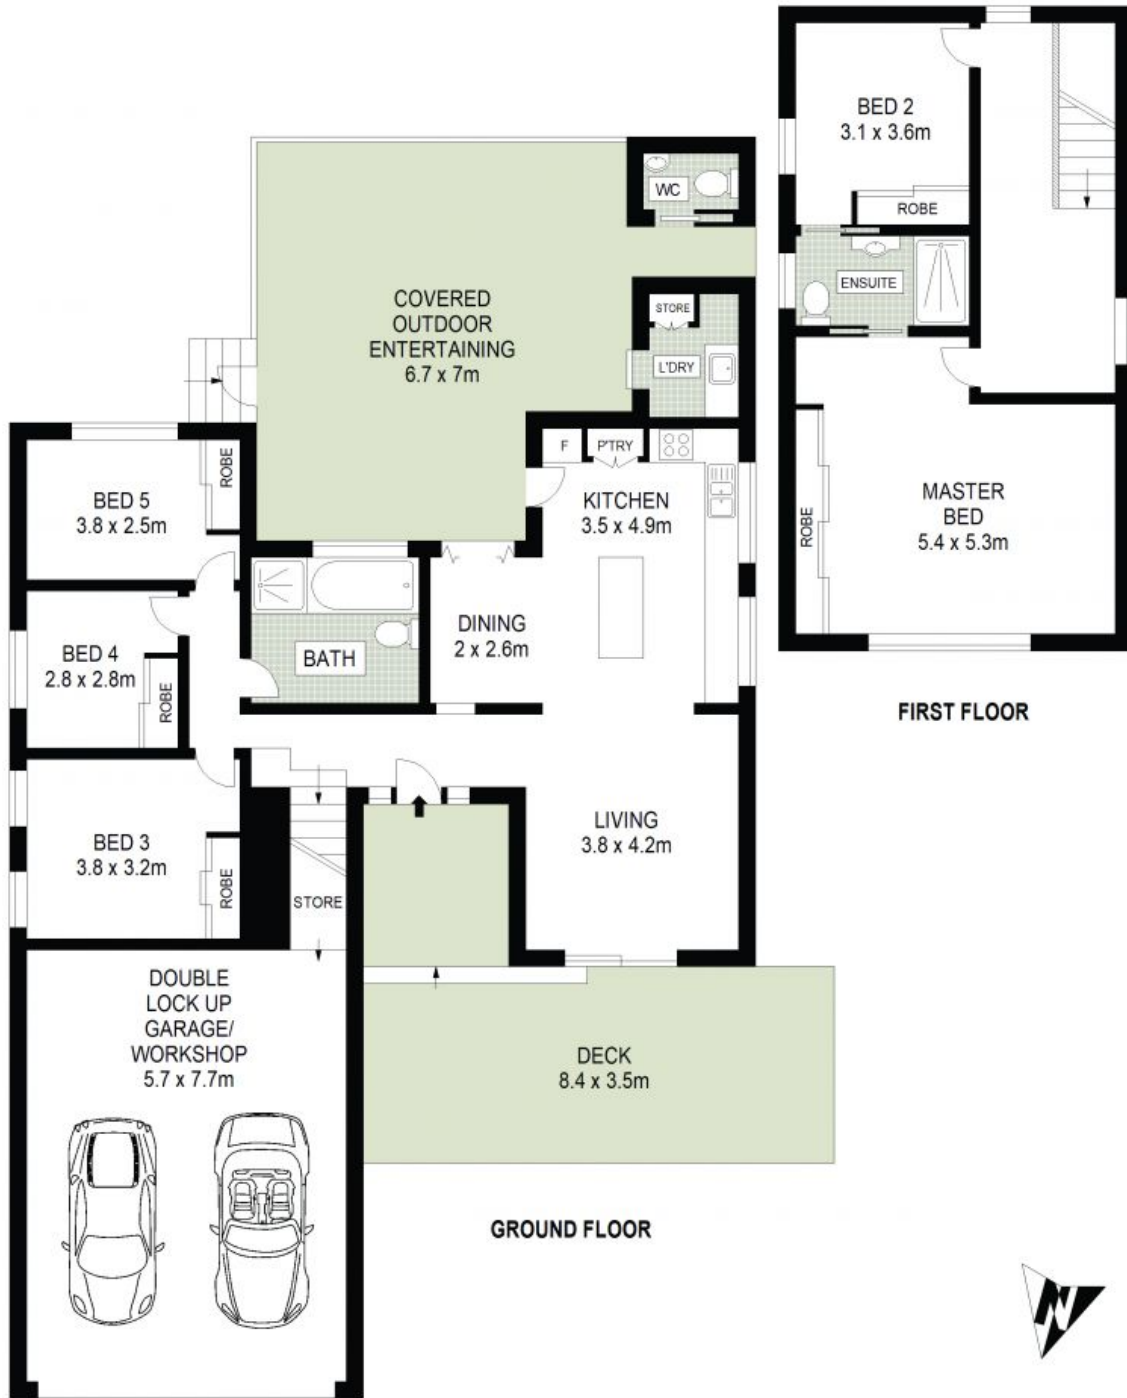 BED 2
3.1 x 3.6m
ROBE
ENSUITE
MASTER
BED
5.4 x 5.3m
ROBE
FIRST FLOOR
WC
COVERED
OUTDOOR
ENTERTAINING
6.7 x 7m
STORE
L'DRY
F
P'TRY
KITCHEN
3.5 x 4.9m
BED 5
3.8 x 2.5m
ROBE
DINING
2 x 2.6m
BATH
BED 4
2.8 x 2.8m
ROBE
LIVING
3.8 x 4.2m
BED 3
3.8 x 3.2m
ROBE
STORE
DOUBLE
LOCK UP
GARAGE/
WORKSHOP
5.7 x 7.7m
DECK
8.4 x 3.5m
GROUND FLOOR
N